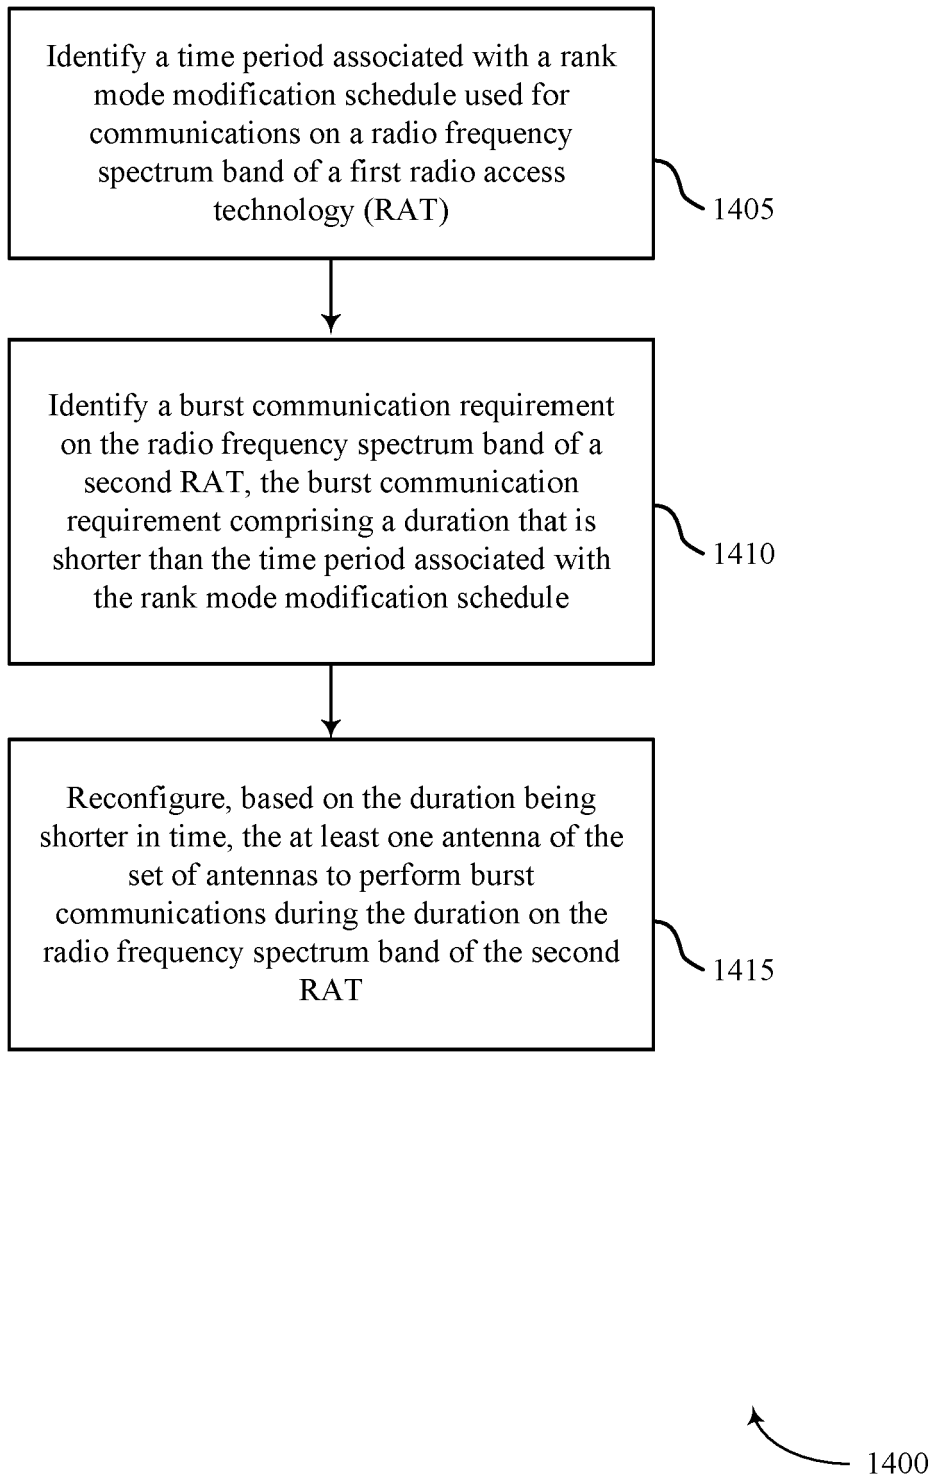 Identify a time period associated with a rank
mode modification schedule used for
communications on a radio frequency
spectrum band of a first radio access
technology (RAT)
1405
Identify a burst communication requirement
on the radio frequency spectrum band of a
second RAT, the burst communication
requirement comprising a duration that is
shorter than the time period associated with
the rank mode modification schedule
1410
Reconfigure, based on the duration being
shorter in time, the at least one antenna of the
set of antennas to perform burst
communications during the duration on the
radio frequency spectrum band of the second
RAT
1415
1400